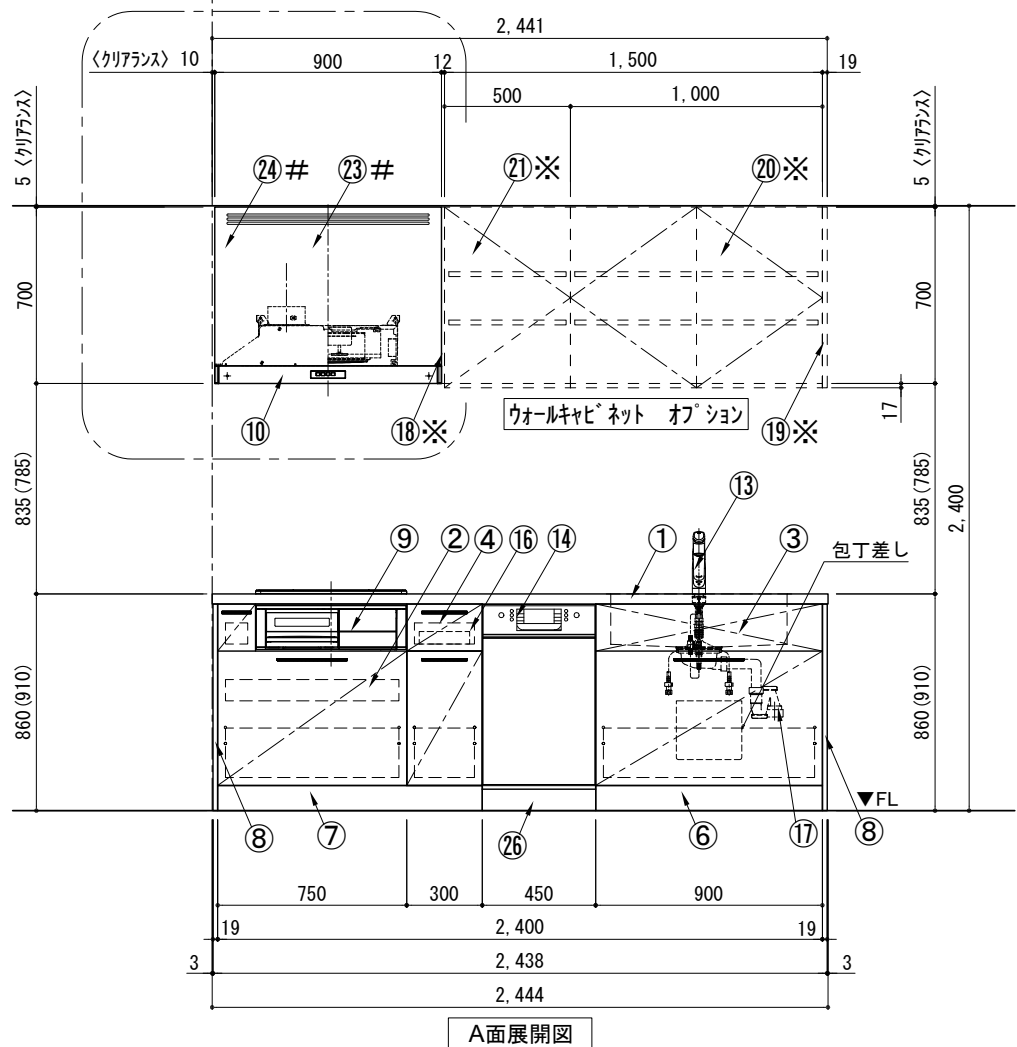 2,441
〈クリアランス〉 10 900 12 1,500 19
500 1,000
5 〈クリアランス〉
5 〈クリアランス〉
㉔# ㉓# ㉑※ ⑳※
700
700
⑩ ⑱※ ウォールキャビネット オプション ⑲※ 17
835(785)
835(785)
2,400
⑬
⑨ ② ④ ⑯ ⑭ ① ③ 包丁差し
860(910)
860(910)
▼FL
⑧ ⑦ ㉖ ⑥ ⑰ ⑧
750 300 450 900
19 2,400 19
3 2,438 3
2,444
A面展開図